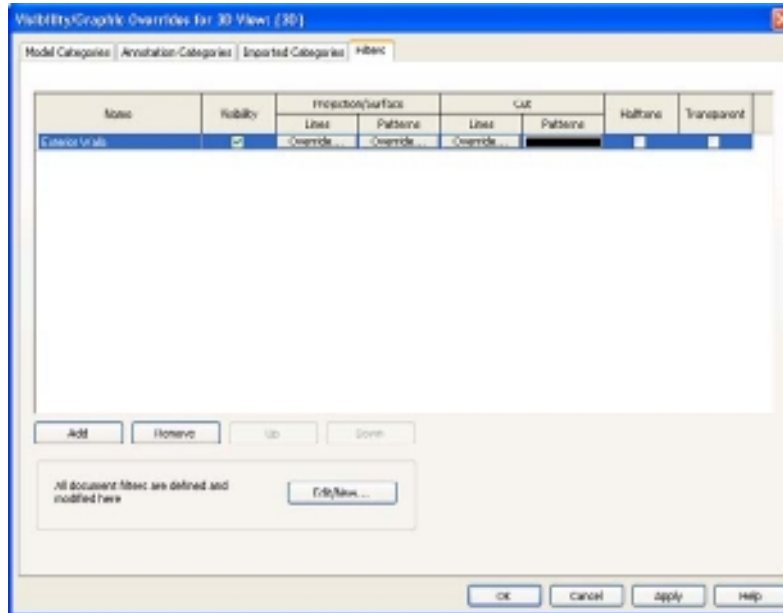 Visibility/Graphic Overrides for 3D View: {3D}
Model Categories Annotation Categories Imported Categories Filters
Name Visibility Projection/Surface Cut Halftone Transparent
Lines Patterns Lines Patterns
Exterior Walls Override... Override... Override...
Add Remove Up Down
All document filters are defined and
modified here
Edit/New...
OK Cancel Apply Help